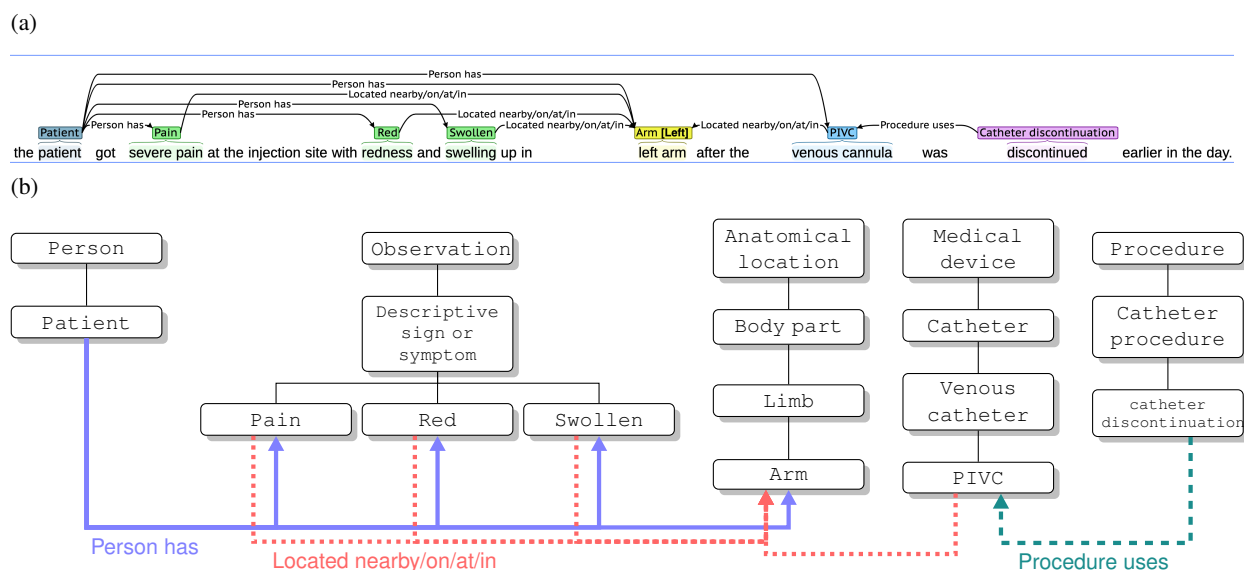 (a)
Person has
Person has
Located nearby/on/at/in
Person has
Person has
Located nearby/on/at/in
Patient
Person has
Pain
Red
Swollen
Located nearby/on/at/in
Arm [Left]
Located nearby/on/at/in
PIVC
Procedure uses
Catheter discontinuation
the patient got severe pain at the injection site with redness and swelling up in left arm after the venous cannula was discontinued earlier in the day.
(b)
Person
Patient
Observation
Descriptive
sign or
symptom
Pain
Red
Swollen
Anatomical
location
Body part
Limb
Arm
Medical
device
Catheter
Venous
catheter
PIVC
Procedure
Catheter
procedure
catheter
discontinuation
Person has
Located nearby/on/at/in
Procedure uses